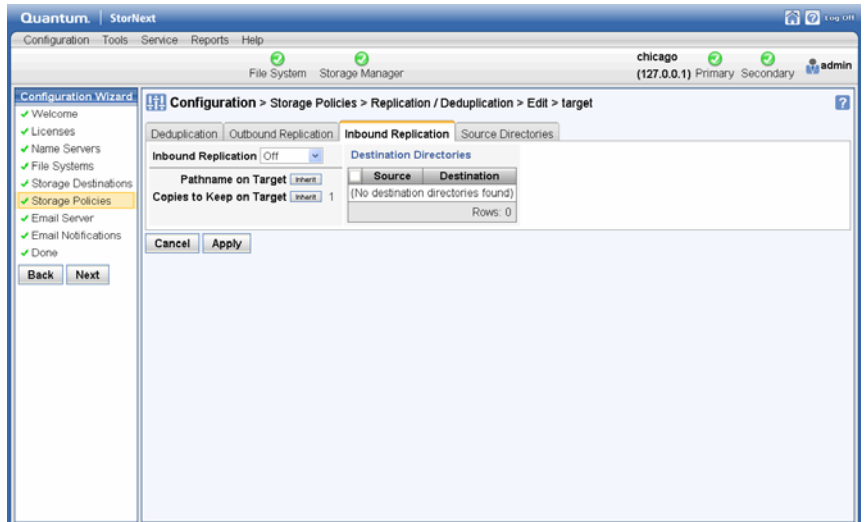 Quantum. | StorNext
Log Off
Configuration Tools Service Reports Help
File System Storage Manager
chicago
(127.0.0.1) Primary Secondary
admin
Configuration Wizard
Welcome
Licenses
Name Servers
File Systems
Storage Destinations
Storage Policies
Email Server
Email Notifications
Done
Back Next
Configuration > Storage Policies > Replication / Deduplication > Edit > target
?
Deduplication Outbound Replication Inbound Replication Source Directories
Inbound Replication Off
Pathname on Target Inherit
Copies to Keep on Target Inherit 1
Destination Directories
Source Destination
(No destination directories found)
Rows: 0
Cancel Apply